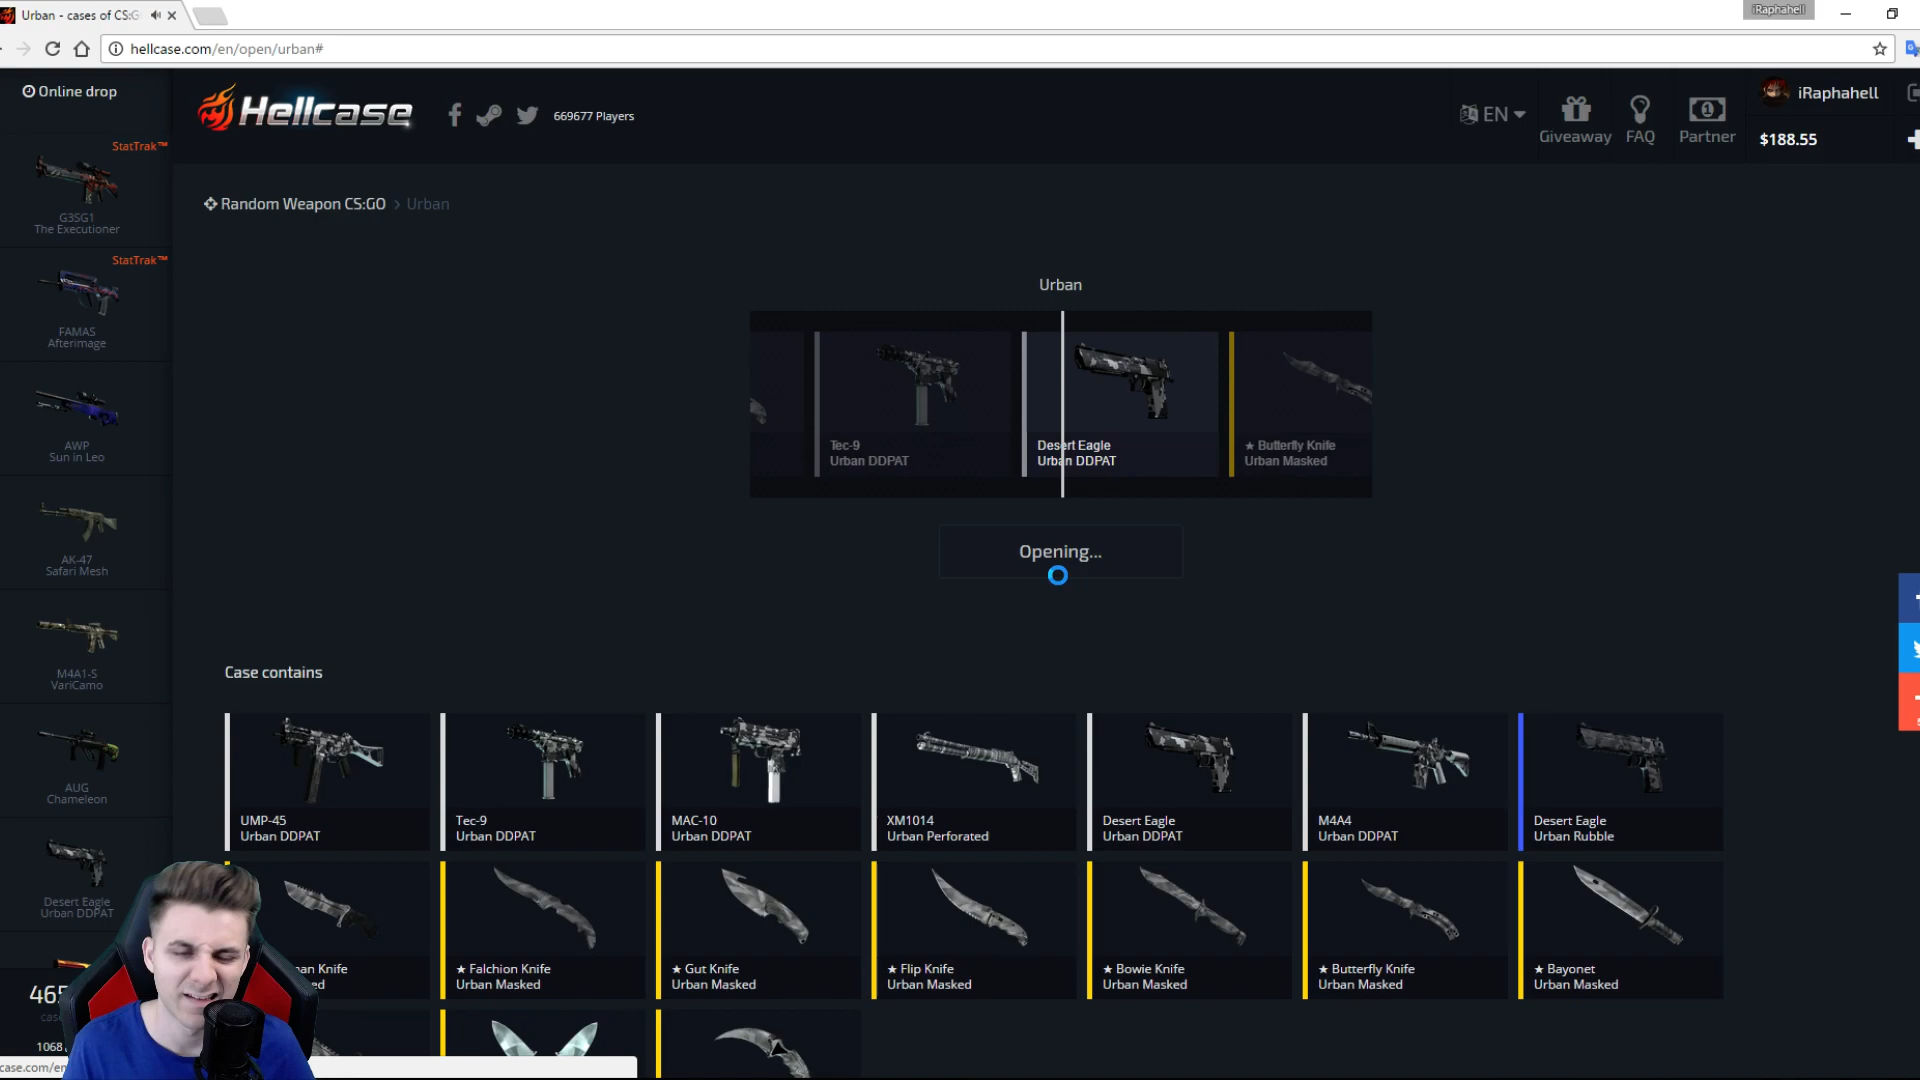 Urban - cases of CS:G
iRaphahell
hellcase.com/en/open/urban#
Online drop
Hellcase
669677 Players
EN
Giveaway
FAQ
Partner
iRaphahell
$188.55
StatTrak™
G3SG1
The Executioner
StatTrak™
FAMAS
Afterimage
AWP
Sun in Leo
AK-47
Safari Mesh
M4A1-S
VariCamo
AUG
Chameleon
Desert Eagle
Urban DDPAT
Random Weapon CS:GO > Urban
Urban
Tec-9
Urban DDPAT
Desert Eagle
Urban DDPAT
★ Butterfly Knife
Urban Masked
Opening...
Case contains
UMP-45
Urban DDPAT
Tec-9
Urban DDPAT
MAC-10
Urban DDPAT
XM1014
Urban Perforated
Desert Eagle
Urban DDPAT
M4A4
Urban DDPAT
Desert Eagle
Urban Rubble
Knife
★ Falchion Knife
Urban Masked
★ Gut Knife
Urban Masked
★ Flip Knife
Urban Masked
★ Bowie Knife
Urban Masked
★ Butterfly Knife
Urban Masked
★ Bayonet
Urban Masked
465
1068
case.com/en